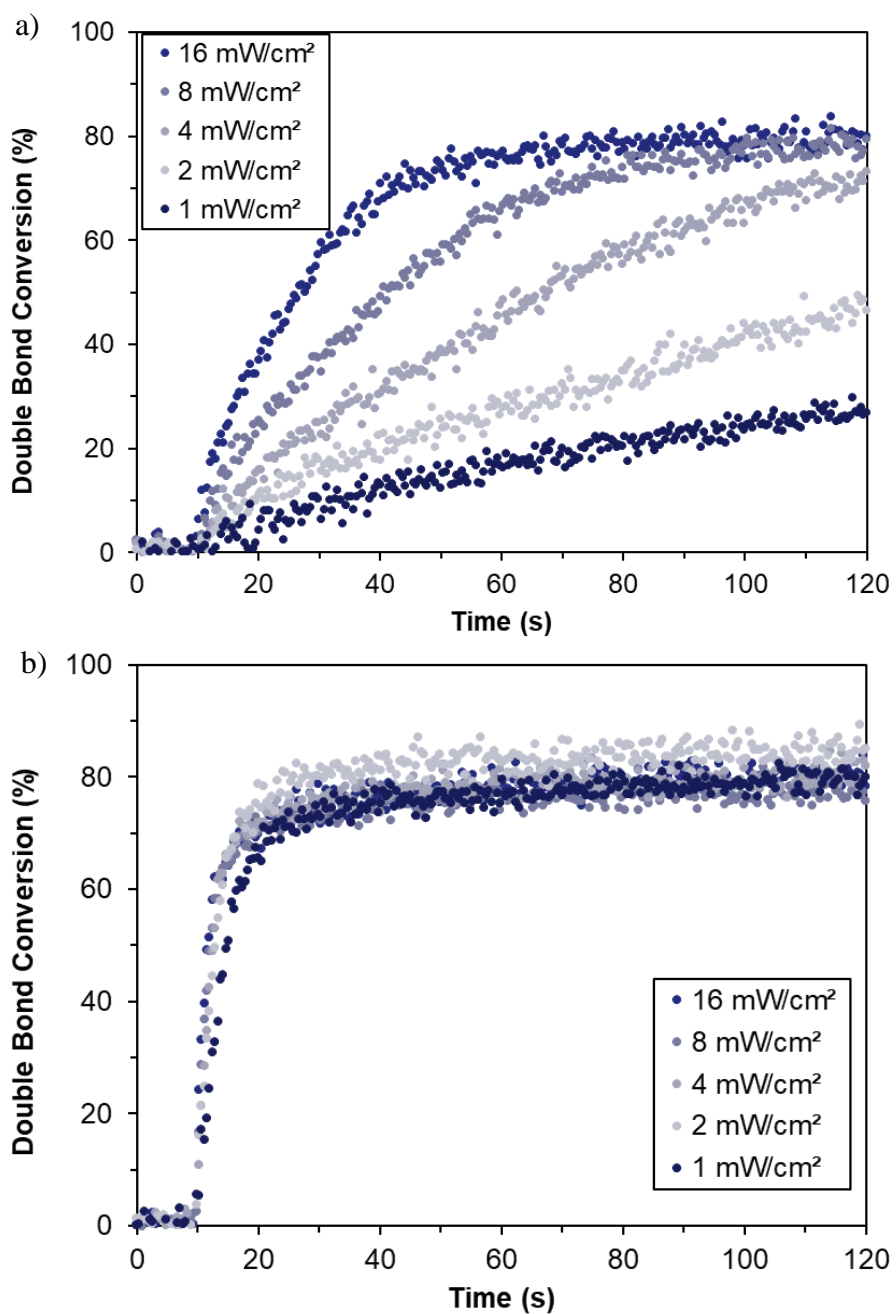 a)
100
80
60
40
20
0
Double Bond Conversion (%)
16 mW/cm²
8 mW/cm²
4 mW/cm²
2 mW/cm²
1 mW/cm²
0 20 40 60 80 100 120
Time (s)
b)
100
80
60
40
20
0
Double Bond Conversion (%)
16 mW/cm²
8 mW/cm²
4 mW/cm²
2 mW/cm²
1 mW/cm²
0 20 40 60 80 100 120
Time (s)